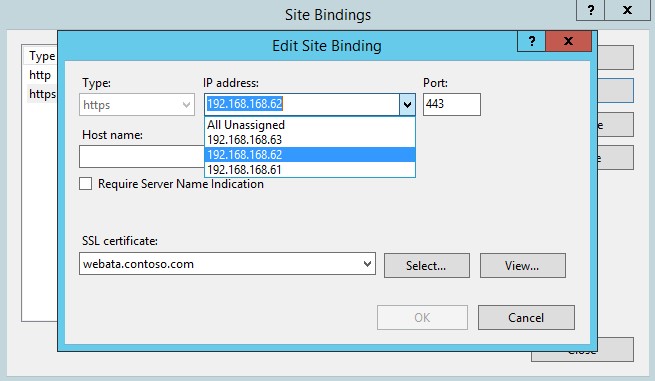 Site Bindings
? x
Edit Site Binding
? x
Type
http
https
Type:
IP address:
Port:
https
192.168.168.62
443
All Unassigned
192.168.168.63
192.168.168.62
192.168.168.61
Host name:
Require Server Name Indication
SSL certificate:
webata.contoso.com
Select...
View...
OK
Cancel
Close